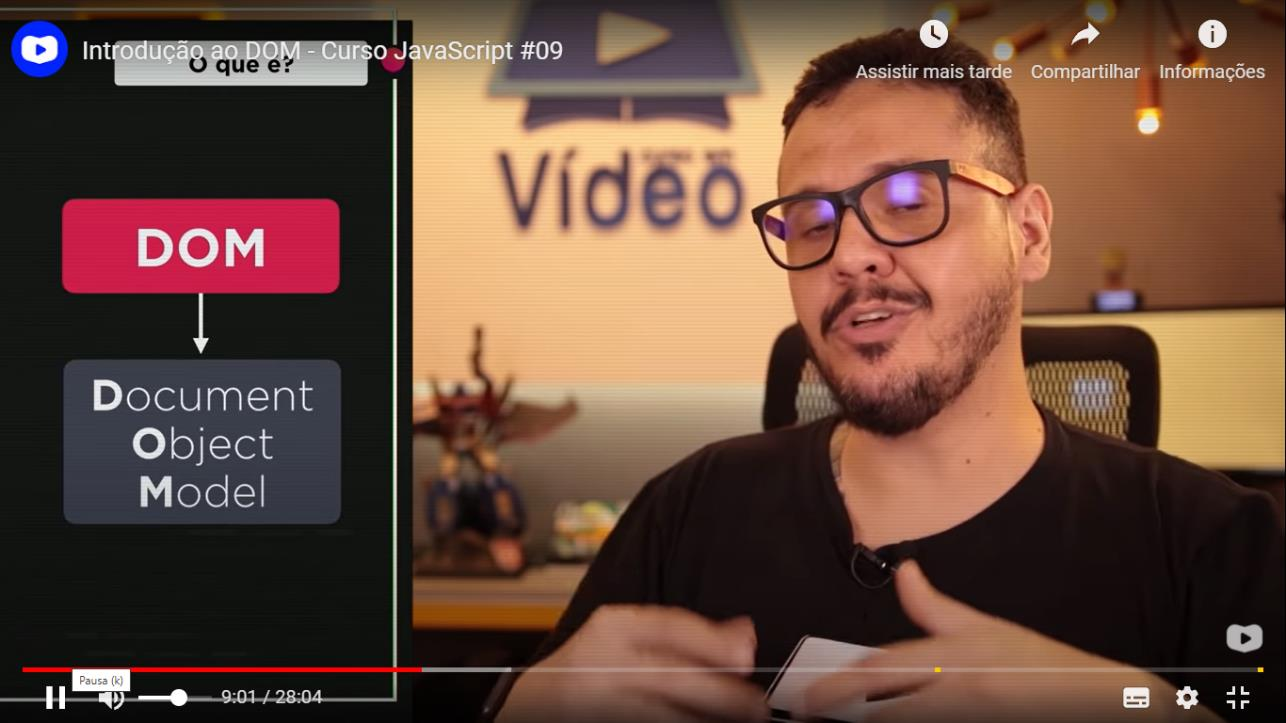 Introdução ao DOM - Curso JavaScript #09
O que é?
Assistir mais tarde
Compartilhar
Informações
Vídeo
DOM
Document
Object
Model
Pausa (k)
9:01 / 28:04